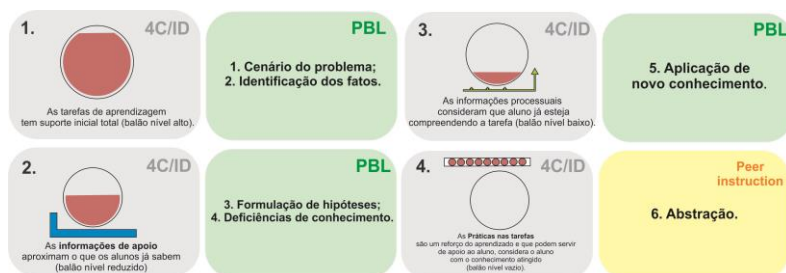 1.
4C/ID
As tarefas de aprendizagem
tem suporte inicial total (balão nível alto).
PBL
1. Cenário do problema;
2. Identificação dos fatos.
3.
4C/ID
As informações processuais
consideram que aluno já esteja
compreendendo a tarefa (balão nível baixo).
PBL
5. Aplicação de
novo conhecimento.
2.
4C/ID
As informações de apoio
aproximam o que os alunos já sabem
(balão nível reduzido)
PBL
3. Formulação de hipóteses;
4. Deficiências de conhecimento.
4.
4C/ID
As Práticas nas tarefas
são um reforço do aprendizado e que podem servir
de apoio ao aluno, considera o aluno
com o conhecimento atingido
(balão nível vazio).
Peer
instruction
6. Abstração.